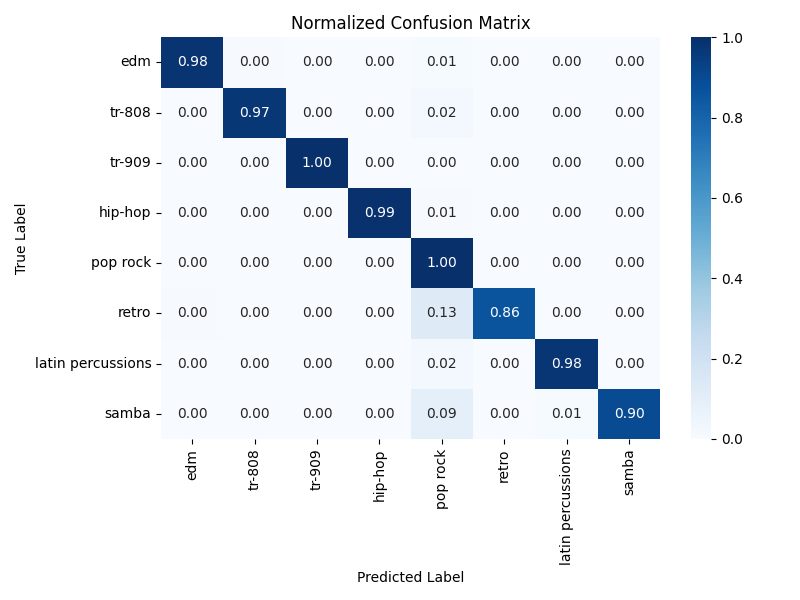 Normalized Confusion Matrix
True Label
edm 0.98 0.00 0.00 0.00 0.01 0.00 0.00 0.00
tr-808 0.00 0.97 0.00 0.00 0.02 0.00 0.00 0.00
tr-909 0.00 0.00 1.00 0.00 0.00 0.00 0.00 0.00
hip-hop 0.00 0.00 0.00 0.99 0.01 0.00 0.00 0.00
pop rock 0.00 0.00 0.00 0.00 1.00 0.00 0.00 0.00
retro 0.00 0.00 0.00 0.00 0.13 0.86 0.00 0.00
latin percussions 0.00 0.00 0.00 0.00 0.02 0.00 0.98 0.00
samba 0.00 0.00 0.00 0.00 0.09 0.00 0.01 0.90
edm tr-808 tr-909 hip-hop pop rock retro latin percussions samba
Predicted Label
1.0
0.8
0.6
0.4
0.2
0.0